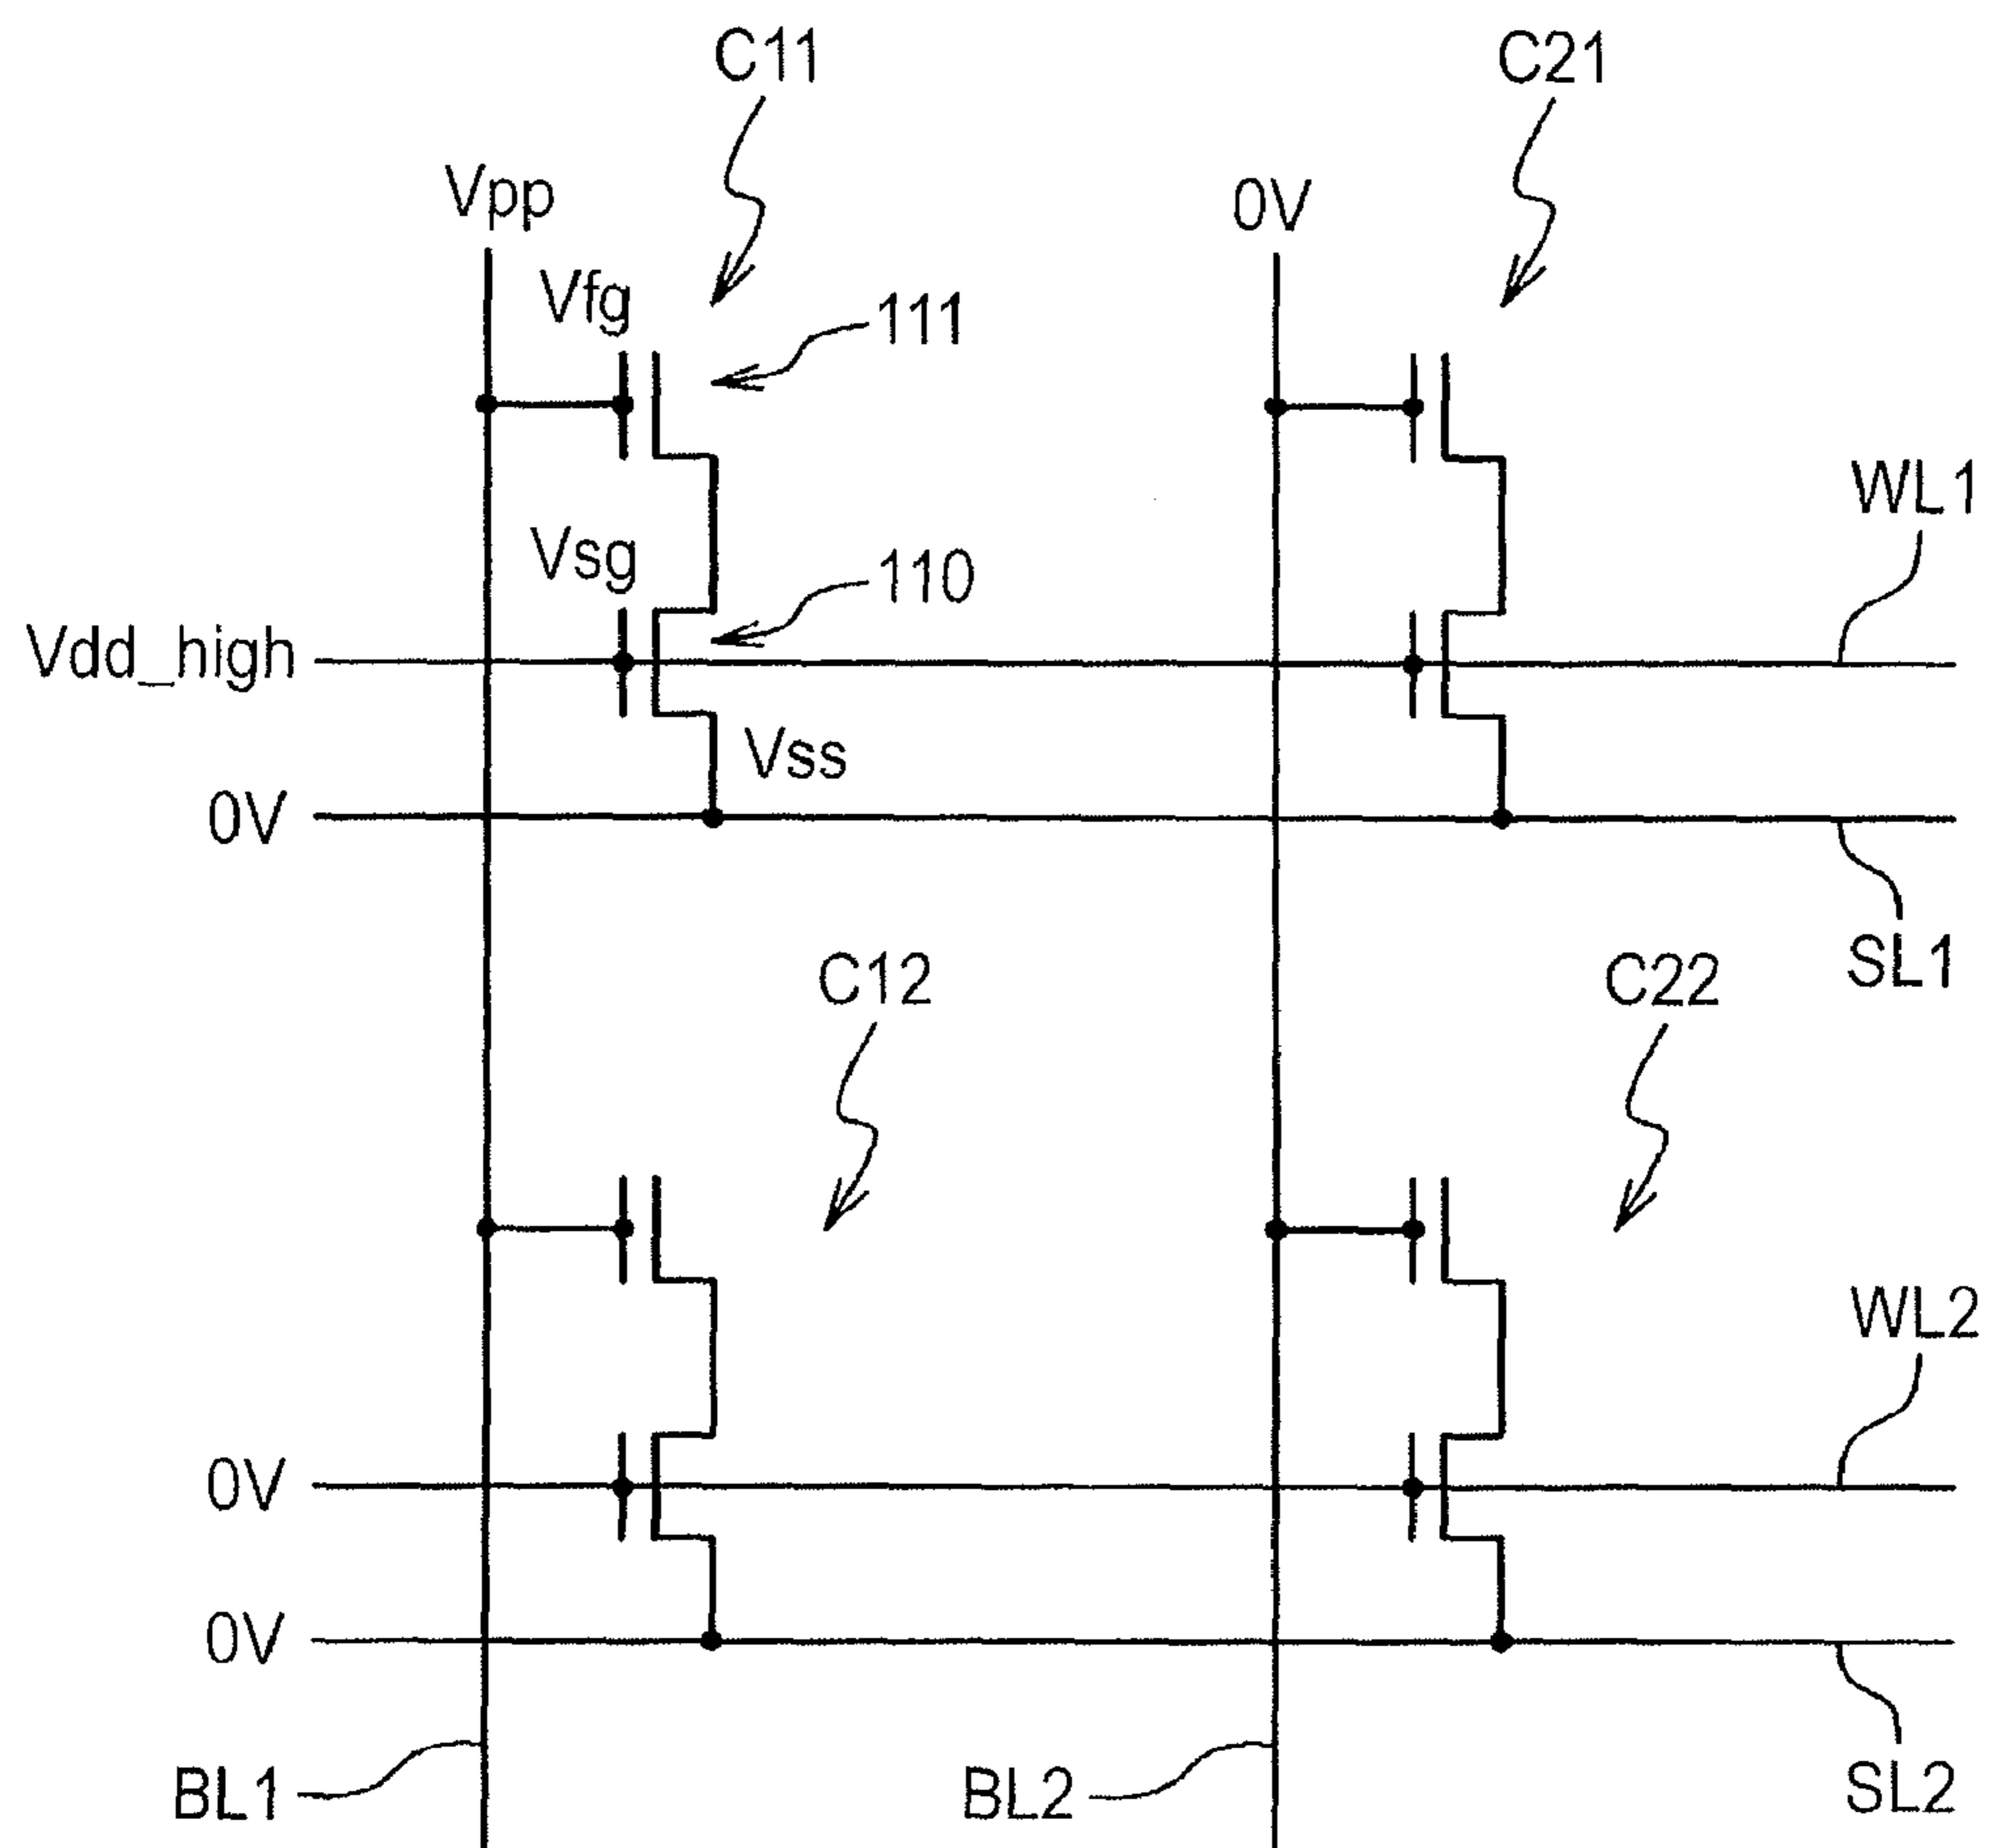 C11
C21
Vpp
0V
Vfg
111
WL1
Vsg
110
Vdd_high
Vss
0V
SL1
C12
C22
WL2
0V
0V
BL1
BL2
SL2